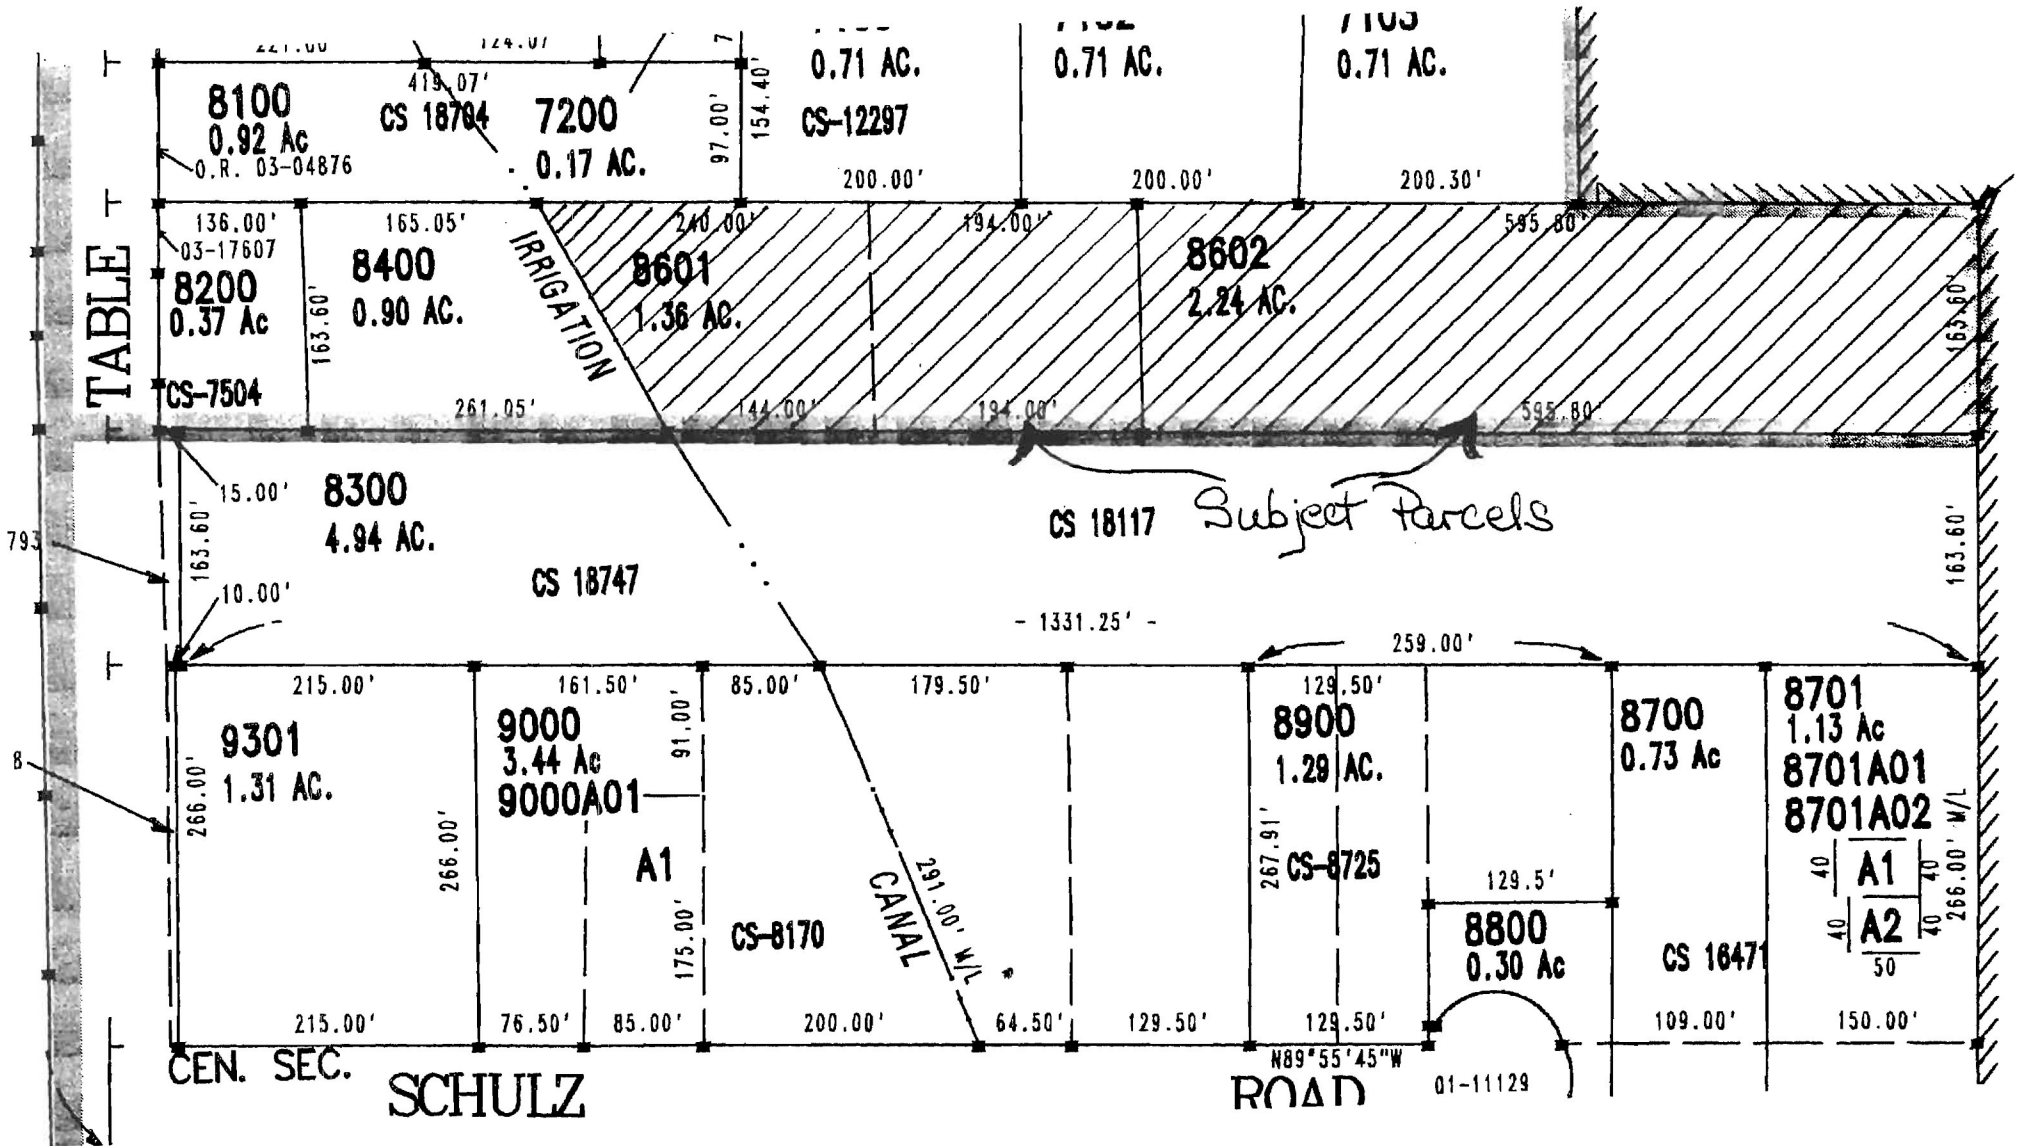 124.07
7103
419.07'
8100
0.92 Ac
O.R. 03-04876
CS 18704
7200
0.17 AC.
97.00'
154.40'
0.71 AC.
CS-12297
0.71 AC.
0.71 AC.
200.00'
200.00'
200.30'
136.00'
165.05'
240.00'
194.00'
595.80'
03-17607
8200
0.37 Ac
163.60'
8400
0.90 AC.
IRRIGATION
8601
1.36 AC.
8602
2.24 AC.
163.60'
TABLE
CS-7504
261.05'
144.00'
194.00'
595.80'
15.00'
8300
4.94 AC.
CS 18117
Subject Parcels
793
163.60'
163.60'
CS 18747
10.00'
- 1331.25' -
259.00'
215.00'
161.50'
85.00'
179.50'
129.50'
9301
1.31 AC.
9000
3.44 Ac
9000A01
91.00'
8900
1.29 AC.
8700
0.73 Ac
8701
1.13 Ac
8701A01
8701A02
8
266.00'
266.00'
A1
175.00'
CS-8170
CANAL
291.00' M/L
267.91'
CS-8725
129.5'
8800
0.30 Ac
CS 16471
40
A1
40
40
A2
40
50
266.00' M/L
215.00'
76.50'
85.00'
200.00'
64.50'
129.50'
129.50'
109.00'
150.00'
CEN. SEC.
N89°55'45"W
01-11129
SCHULZ
ROAD